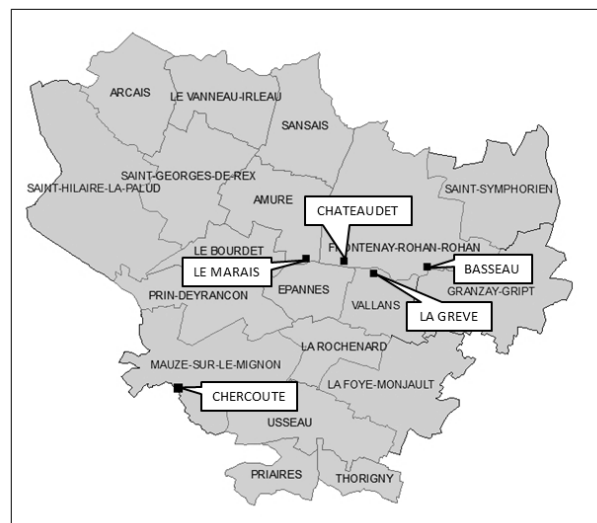 ARCAIS
LE VANNEAU-IRLEAU
SANSAIS
SAINT-GEORGES-DE-REX
SAINT-HILAIRE-LA-PALUD
SAINT-SYMPHORIEN
AMURE
CHATEAUDET
LE BOURDET
FRONTENAY-ROHAN-ROHAN
LE MARAIS
BASSEAU
PRIN-DEYRANCON
EPANNES
GRANZAY-GRIPT
VALLANS
LA GREVE
LA ROCHENARD
MAUZE-SUR-LE-MIGNON
LA FOYE-MONJAULT
CHERCOUTE
USSEAU
PRIAIRES
THORIGNY